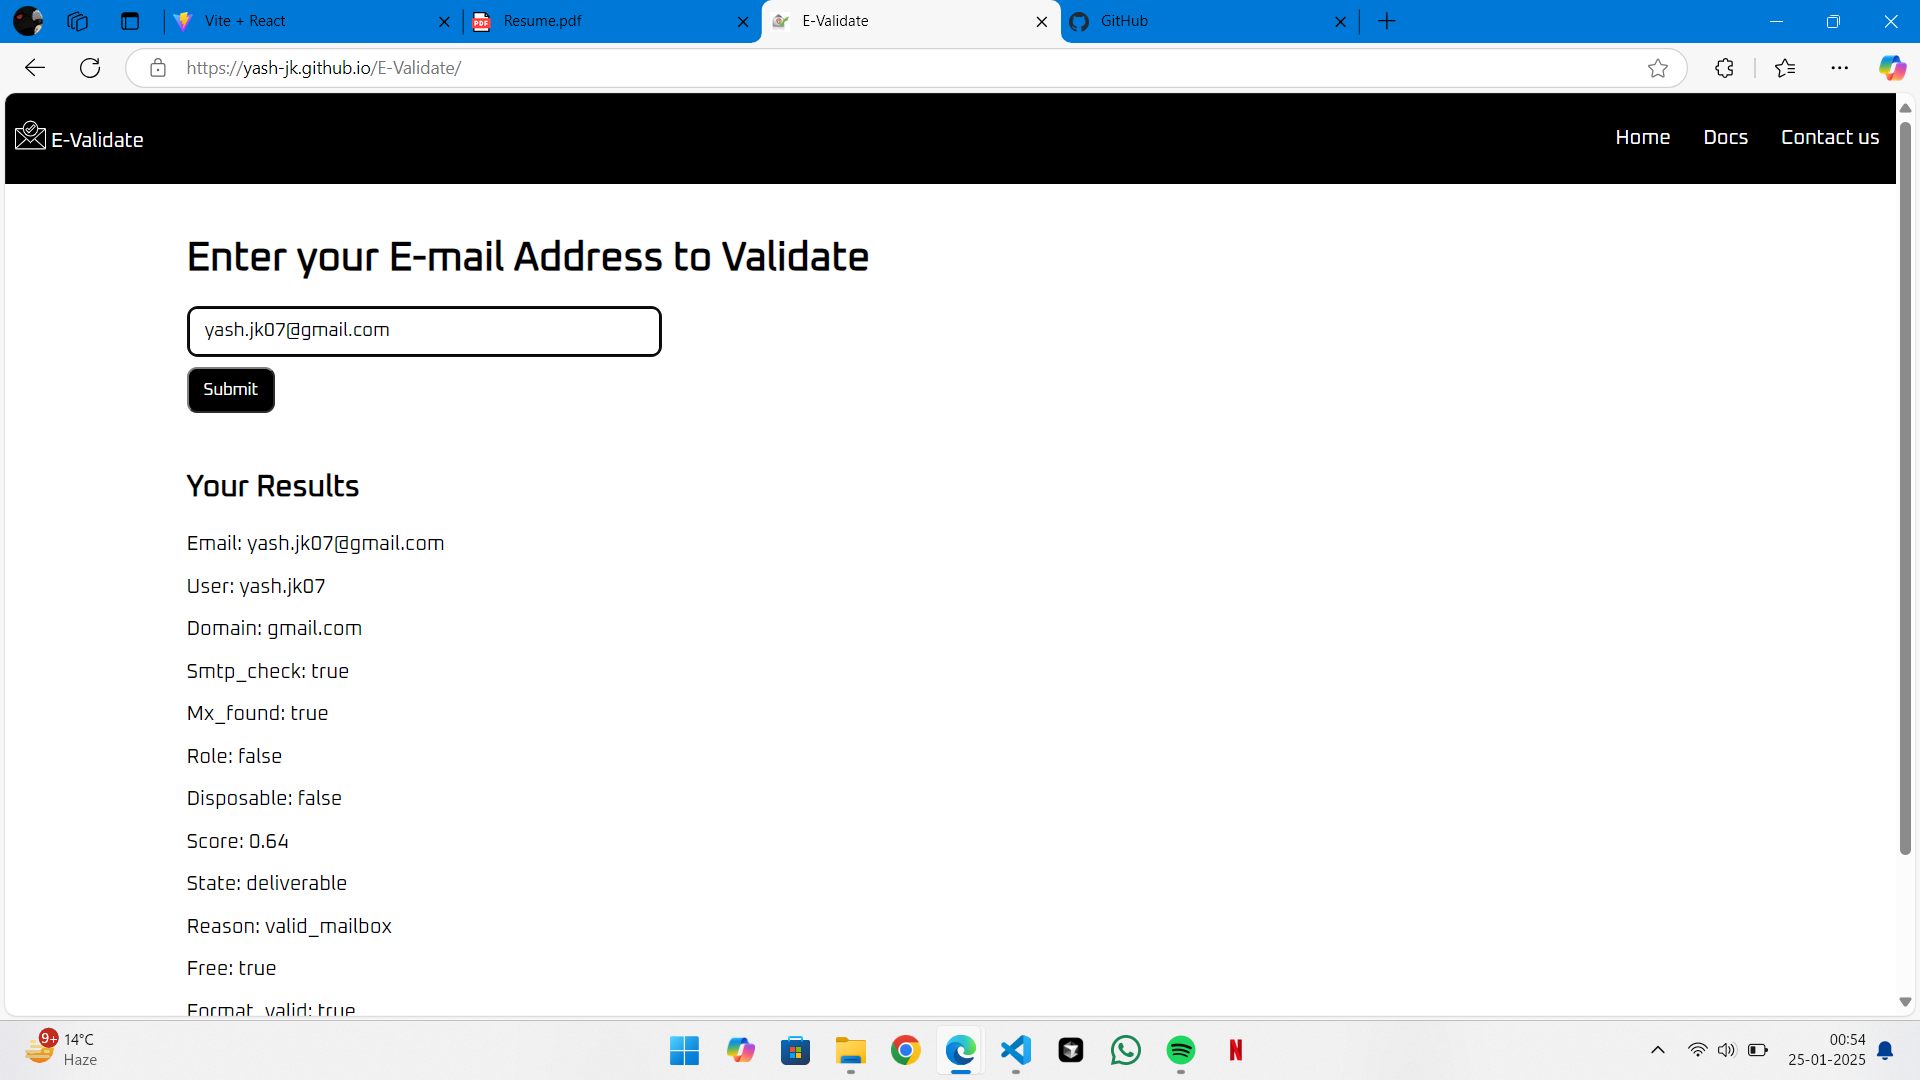 Vite + React
Resume.pdf
E-Validate
GitHub
https://yash-jk.github.io/E-Validate/
E-Validate
Home
Docs
Contact us
Enter your E-mail Address to Validate
yash.jk07@gmail.com
Submit
Your Results
Email: yash.jk07@gmail.com
User: yash.jk07
Domain: gmail.com
Smtp_check: true
Mx_found: true
Role: false
Disposable: false
Score: 0.64
State: deliverable
Reason: valid_mailbox
Free: true
Format_valid: true
9+
14°C
Haze
N
00:54
25-01-2025